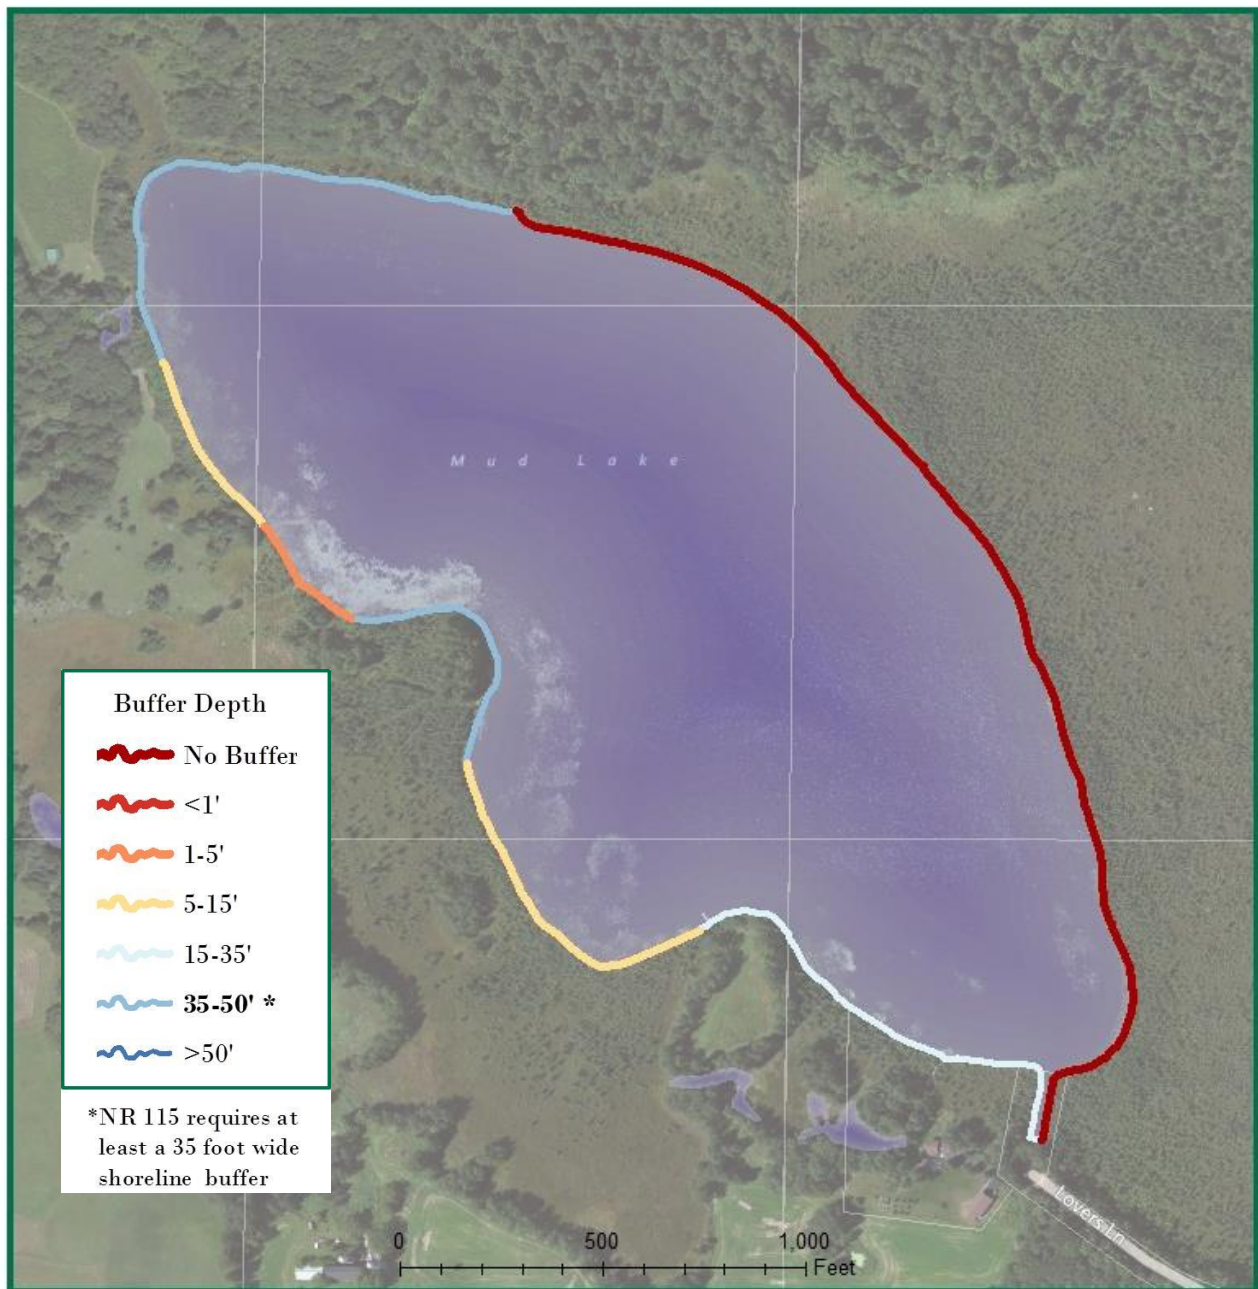 Mud Lake
Buffer Depth
No Buffer
<1'
1-5'
5-15'
15-35'
35-50' *
>50'
*NR 115 requires at
least a 35 foot wide
shoreline buffer
Lovers Ln
0 500 1,000
Feet